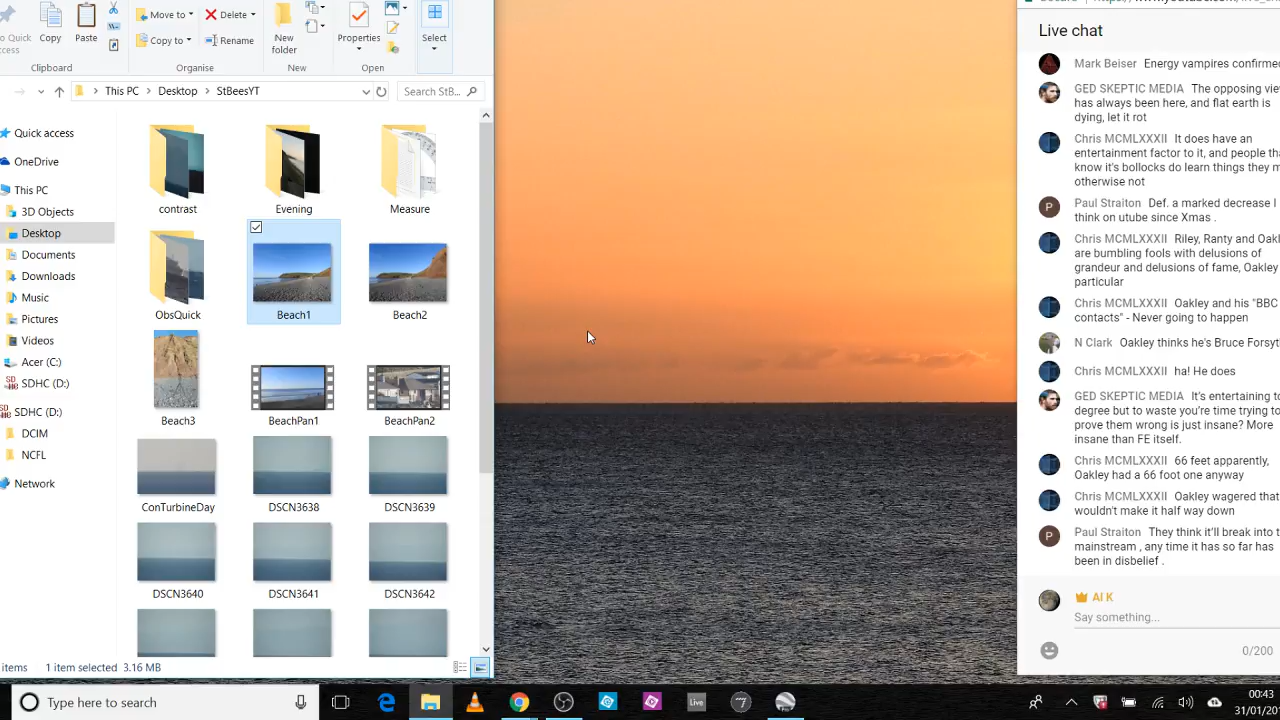 Move to
Delete
to Quick
ess
Copy
Paste
Copy to
Rename
New
folder
Properties
Select
Clipboard
Organise
New
Open
This PC
Desktop
StBeesYT
Search StB...
Quick access
OneDrive
This PC
3D Objects
Desktop
Documents
Downloads
Music
Pictures
Videos
Acer (C:)
SDHC (D:)
SDHC (D:)
DCIM
NCFL
Network
contrast
Evening
Measure
ObsQuick
Beach1
Beach2
Beach3
BeachPan1
BeachPan2
ConTurbineDay
DSCN3638
DSCN3639
DSCN3640
DSCN3641
DSCN3642
items
1 item selected 3.16 MB
Type here to search
Live
Live chat
Mark Beiser Energy vampires confirmed
GED SKEPTIC MEDIA The opposing vie
has always been here, and flat earth is
dying, let it rot
Chris MCMLXXXII It does have an
entertainment factor to it, and people tha
know it's bollocks do learn things they m
otherwise not
Paul Straiton Def. a marked decrease I
think on utube since Xmas .
Chris MCMLXXXII Riley, Ranty and Oakl
are bumbling fools with delusions of
grandeur and delusions of fame, Oakley
particular
Chris MCMLXXXII Oakley and his "BBC
contacts" - Never going to happen
N Clark Oakley thinks he's Bruce Forsyt
Chris MCMLXXXII ha! He does
GED SKEPTIC MEDIA It's entertaining to
degree but to waste you're time trying to
prove them wrong is just insane? More
insane than FE itself.
Chris MCMLXXXII 66 feet apparently,
Oakley had a 66 foot one anyway
Chris MCMLXXXII Oakley wagered that
wouldn't make it half way down
Paul Straiton They think it'll break into t
mainstream , any time it has so far has
been in disbelief .
Al K
Say something...
0/200
00:43
31/01/20